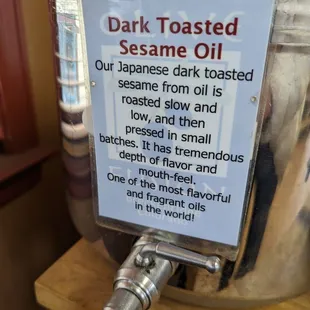 Dark Toasted
Sesame Oil
Our Japanese dark toasted
sesame from oil is
roasted slow and
low, and then
pressed in small
batches. It has tremendous
depth of flavor and
mouth-feel.
One of the most flavorful
and fragrant oils
in the world!